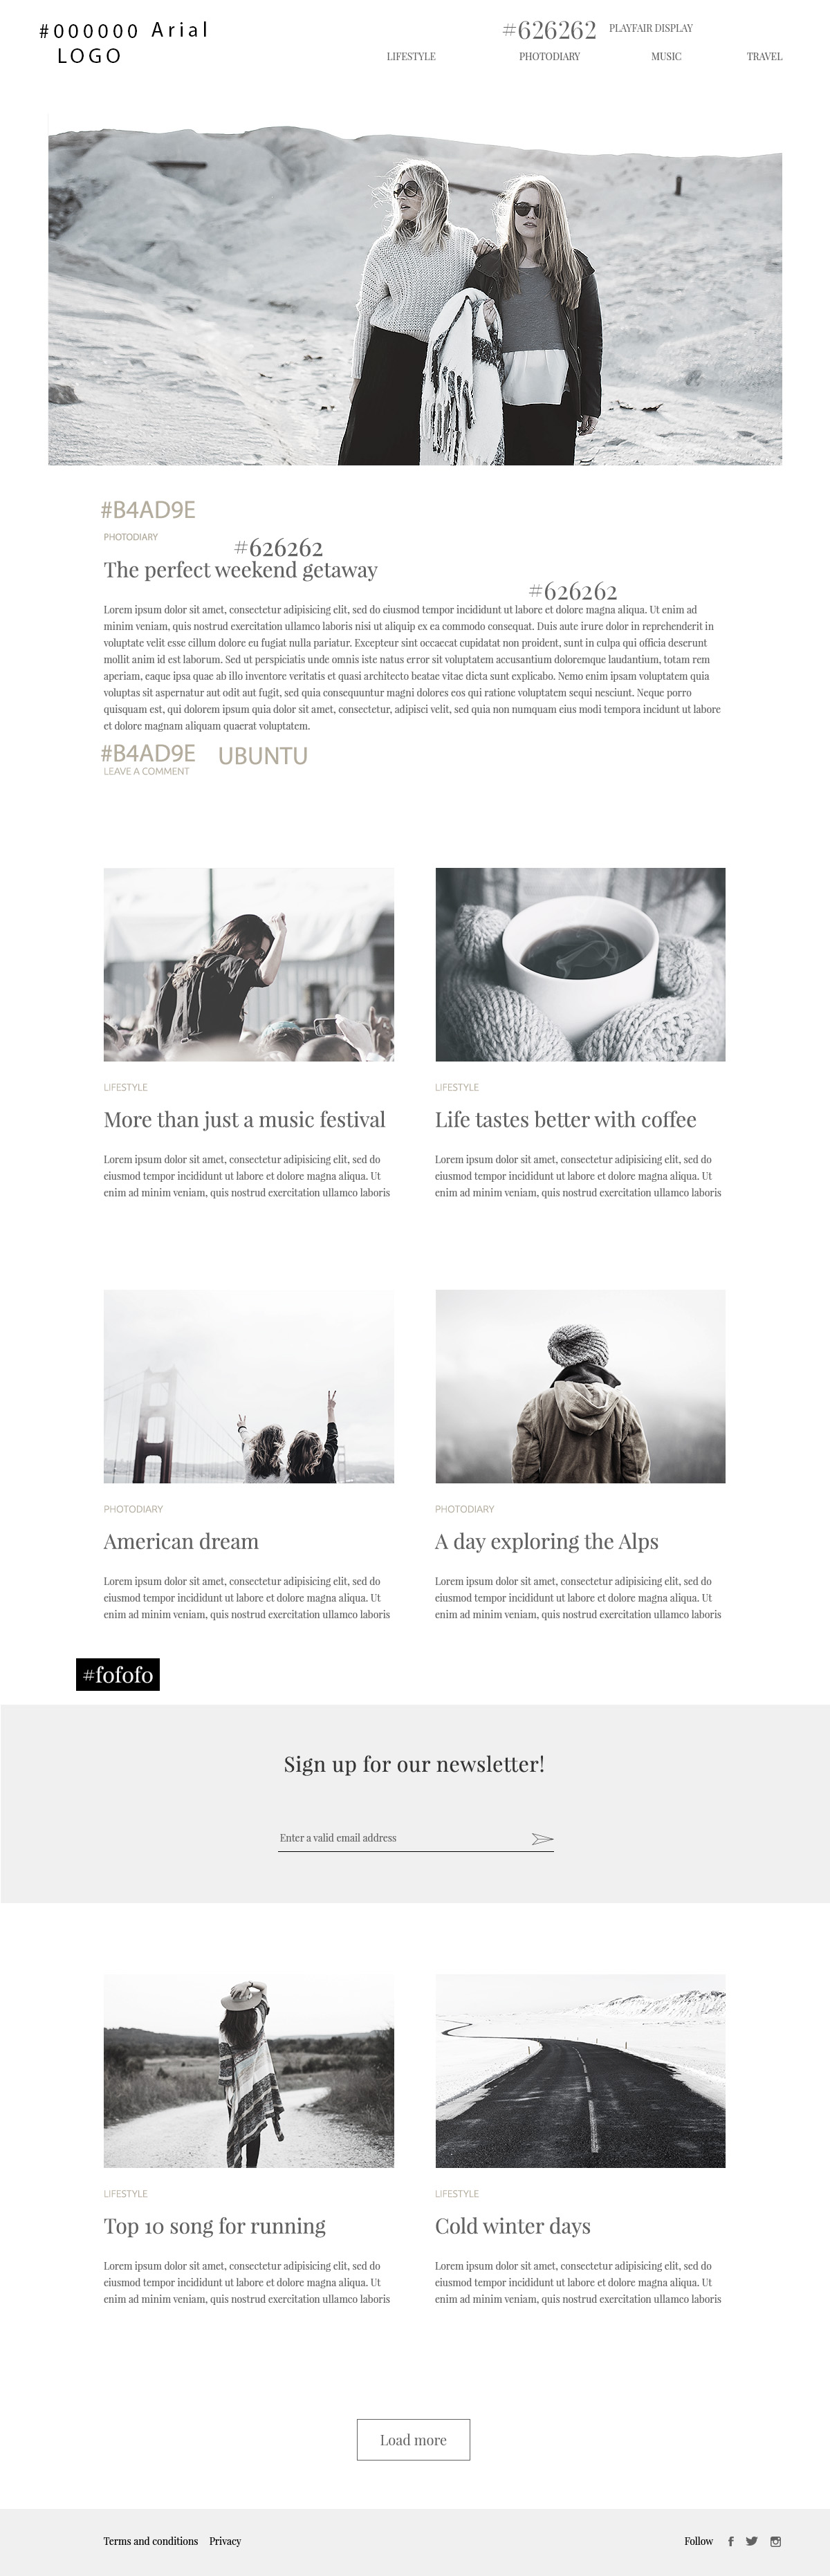 #000000 Arial
LOGO
#626262 PLAYFAIR DISPLAY
LIFESTYLE PHOTODIARY MUSIC TRAVEL
#B4AD9E
PHOTODIARY
#626262
The perfect weekend getaway
#626262
Lorem ipsum dolor sit amet, consectetur adipisicing elit, sed do eiusmod tempor incididunt ut labore et dolore magna aliqua. Ut enim ad
minim veniam, quis nostrud exercitation ullamco laboris nisi ut aliquip ex ea commodo consequat. Duis aute irure dolor in reprehenderit in
voluptate velit esse cillum dolore eu fugiat nulla pariatur. Excepteur sint occaecat cupidatat non proident, sunt in culpa qui officia deserunt
mollit anim id est laborum. Sed ut perspiciatis unde omnis iste natus error sit voluptatem accusantium doloremque laudantium, totam rem
aperiam, eaque ipsa quae ab illo inventore veritatis et quasi architecto beatae vitae dicta sunt explicabo. Nemo enim ipsam voluptatem quia
voluptas sit aspernatur aut odit aut fugit, sed quia consequuntur magni dolores eos qui ratione voluptatem sequi nesciunt. Neque porro
quisquam est, qui dolorem ipsum quia dolor sit amet, consectetur, adipisci velit, sed quia non numquam eius modi tempora incidunt ut labore
et dolore magnam aliquam quaerat voluptatem.
#B4AD9E UBUNTU
LEAVE A COMMENT
LIFESTYLE
More than just a music festival
Lorem ipsum dolor sit amet, consectetur adipisicing elit, sed do
eiusmod tempor incididunt ut labore et dolore magna aliqua. Ut
enim ad minim veniam, quis nostrud exercitation ullamco laboris
LIFESTYLE
Life tastes better with coffee
Lorem ipsum dolor sit amet, consectetur adipisicing elit, sed do
eiusmod tempor incididunt ut labore et dolore magna aliqua. Ut
enim ad minim veniam, quis nostrud exercitation ullamco laboris
PHOTODIARY
American dream
Lorem ipsum dolor sit amet, consectetur adipisicing elit, sed do
eiusmod tempor incididunt ut labore et dolore magna aliqua. Ut
enim ad minim veniam, quis nostrud exercitation ullamco laboris
PHOTODIARY
A day exploring the Alps
Lorem ipsum dolor sit amet, consectetur adipisicing elit, sed do
eiusmod tempor incididunt ut labore et dolore magna aliqua. Ut
enim ad minim veniam, quis nostrud exercitation ullamco laboris
#f0f0f0
Sign up for our newsletter!
Enter a valid email address
LIFESTYLE
Top 10 song for running
Lorem ipsum dolor sit amet, consectetur adipisicing elit, sed do
eiusmod tempor incididunt ut labore et dolore magna aliqua. Ut
enim ad minim veniam, quis nostrud exercitation ullamco laboris
LIFESTYLE
Cold winter days
Lorem ipsum dolor sit amet, consectetur adipisicing elit, sed do
eiusmod tempor incididunt ut labore et dolore magna aliqua. Ut
enim ad minim veniam, quis nostrud exercitation ullamco laboris
Load more
Terms and conditions Privacy Follow